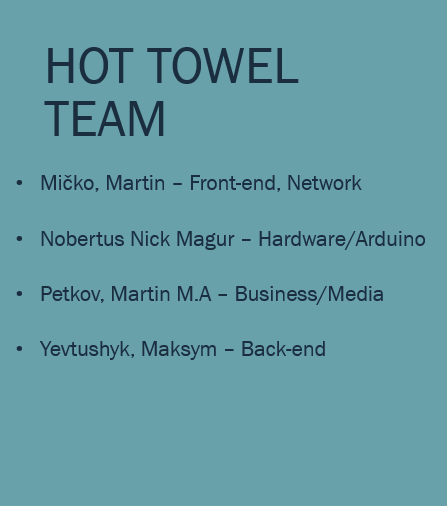 HOT TOWEL
TEAM
• Mičko, Martin – Front-end, Network
• Nobertus Nick Magur – Hardware/Arduino
• Petkov, Martin M.A – Business/Media
• Yevtushyk, Maksym – Back-end